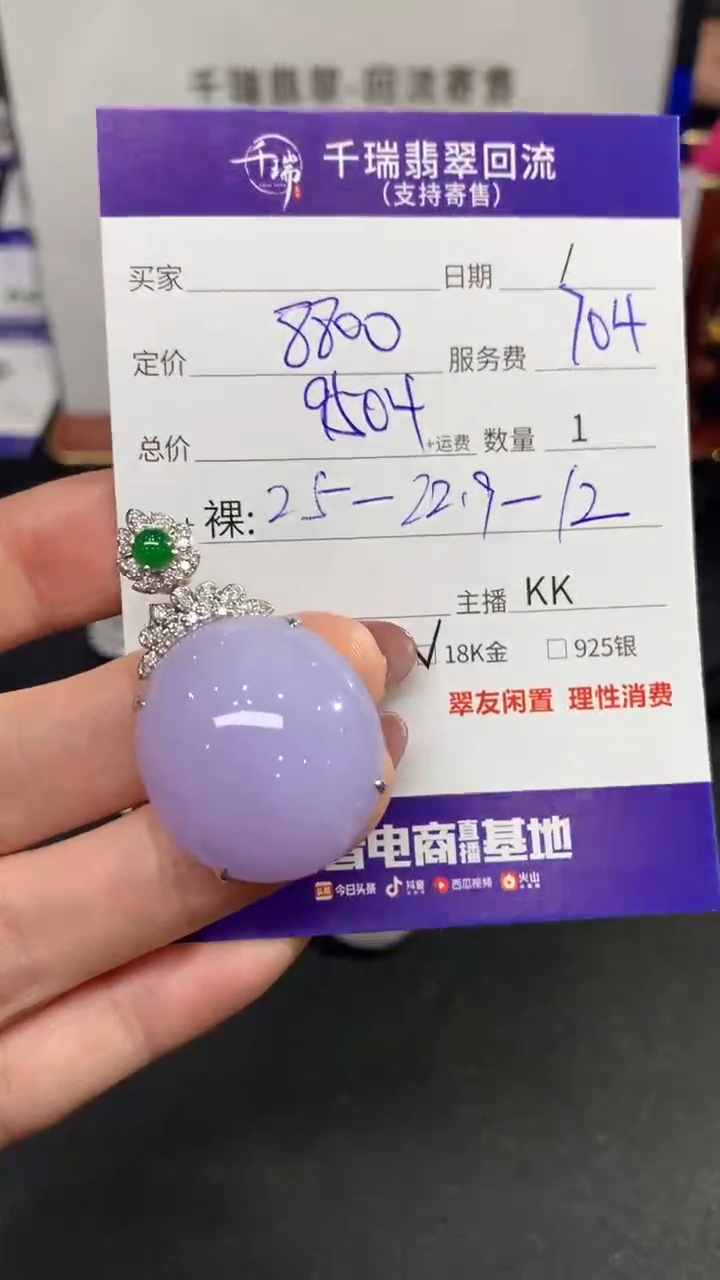 千瑞翡翠-回流寄售
千瑞
千瑞翡翠回流
(支持寄售)
买家 日期 /
定价 8800 服务费 704
总价 9504 +运费 数量 1
裸: 25-22.9-12
主播 KK
✓ 18K金 □ 925银
翠友闲置 理性消费
电商直播基地
头条 今日头条 抖音 西瓜视频 火山